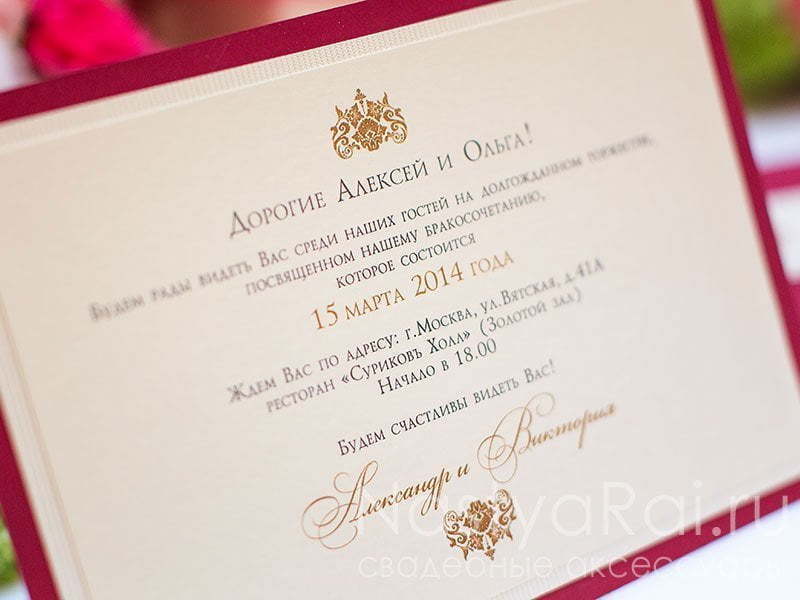 Дорогие Алексей и Ольга!
Будем рады видеть Вас среди наших гостей на долгожданном торжестве,
посвященном нашему бракосочетанию,
которое состоится
15 марта 2014 года
Ждем Вас по адресу: г.Москва, ул.Вятская, д.41А
ресторан «Суриковъ Холл» (Золотой зал)
Начало в 18.00
Будем счастливы видеть Вас!
Александр и Виктория
NastyaRai.ru
свадебные аксессуары